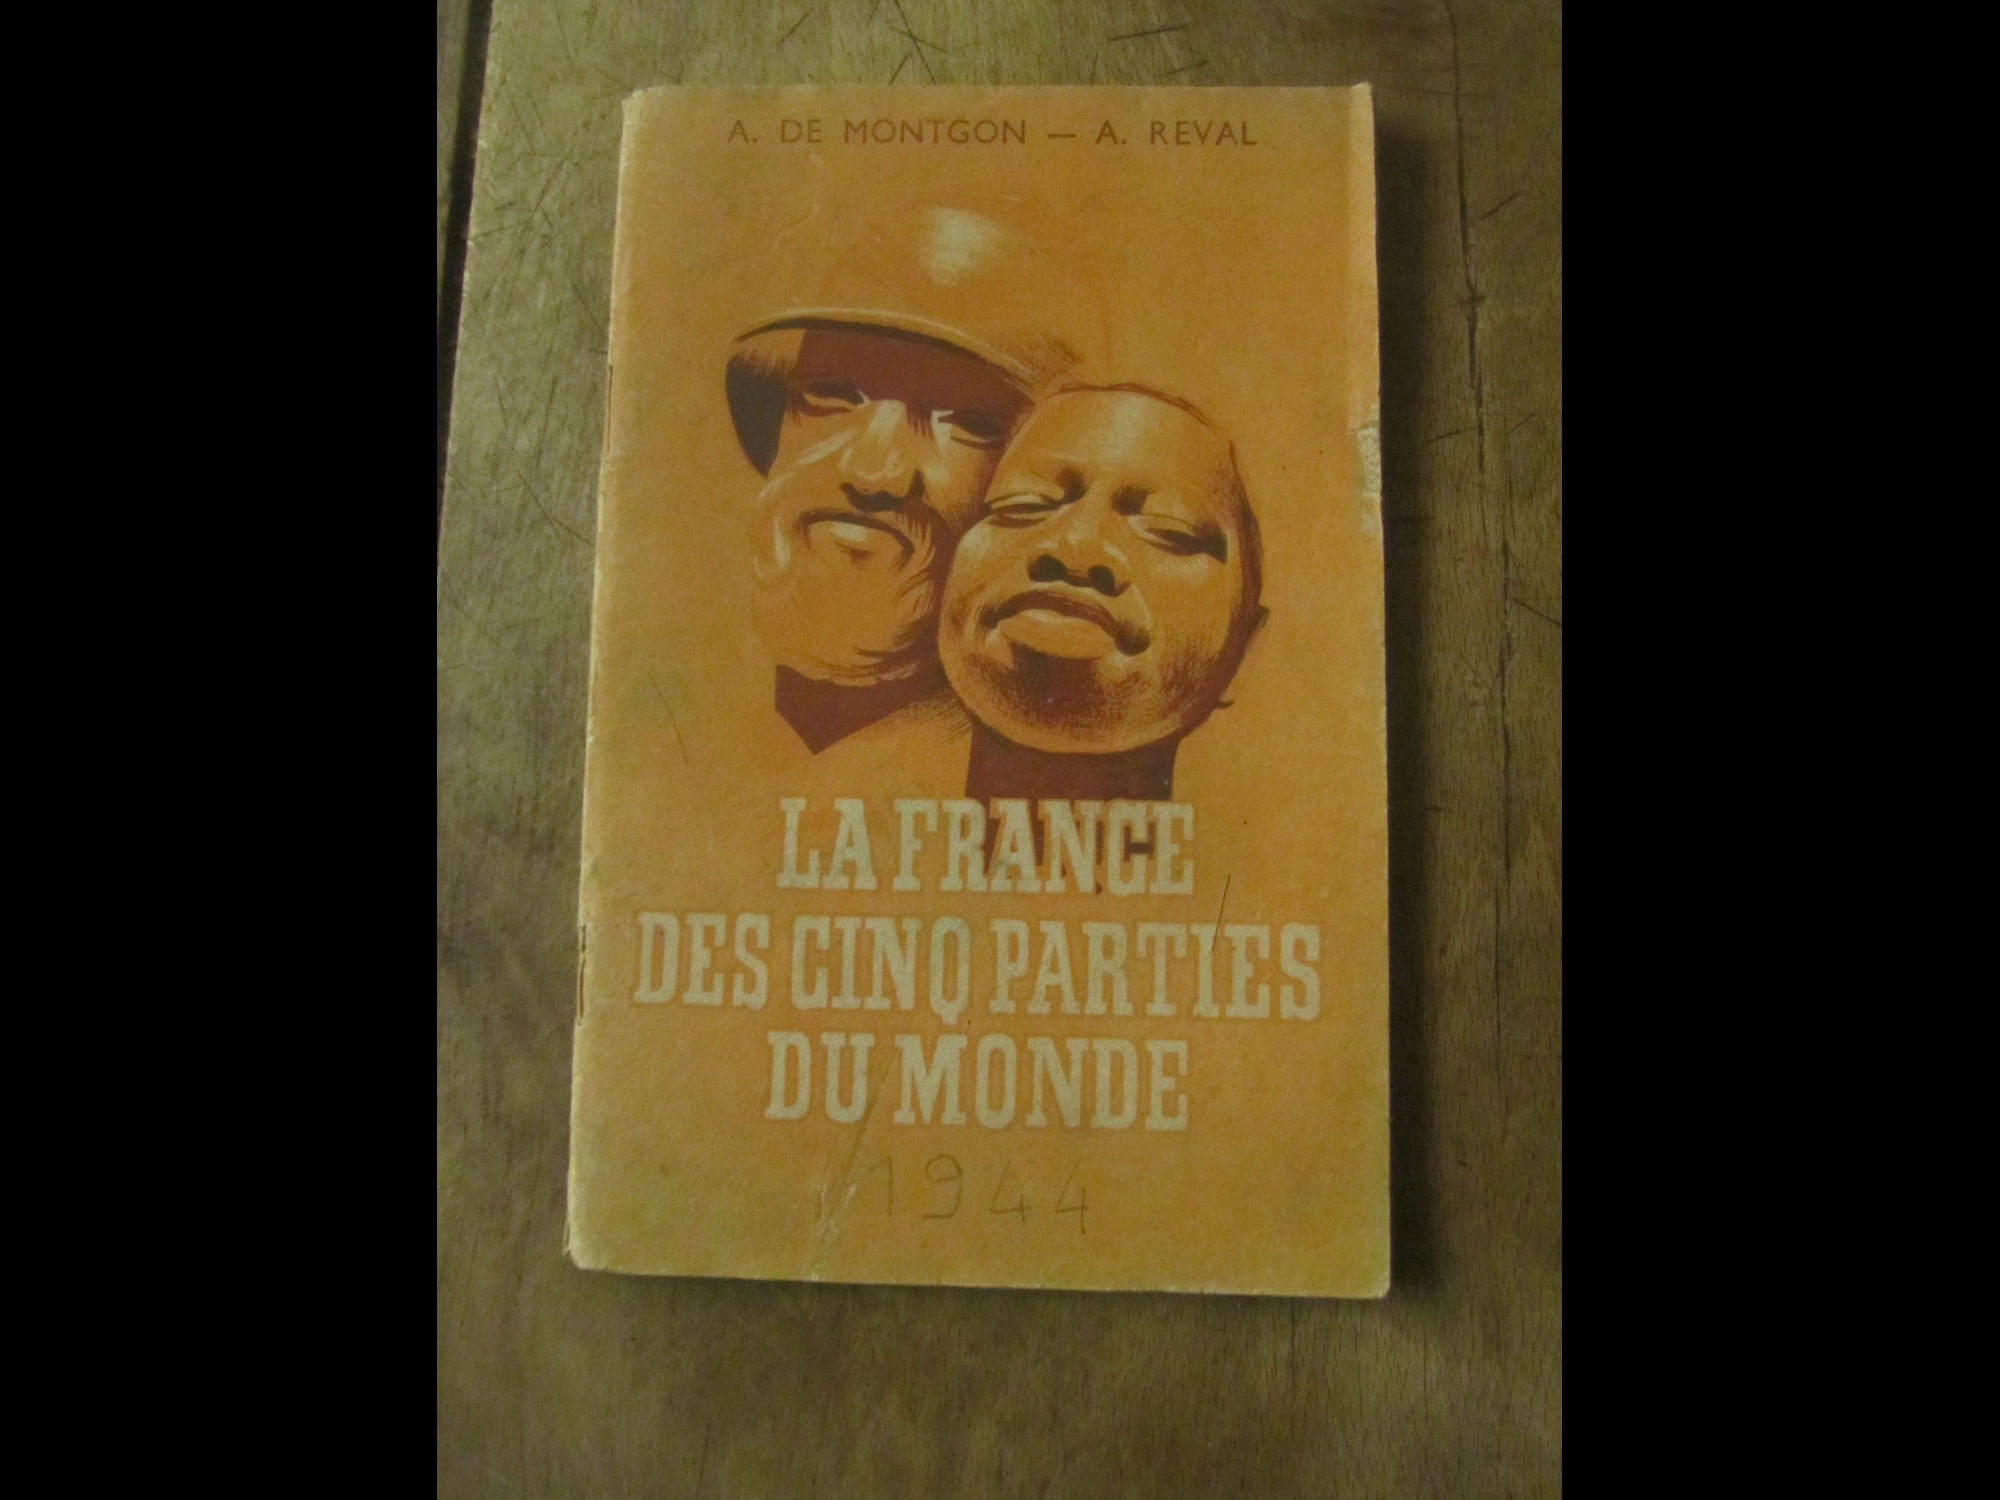 A. DE MONTGON — A. REVAL
LA FRANCE
DES CINQ PARTIES
DU MONDE
1944